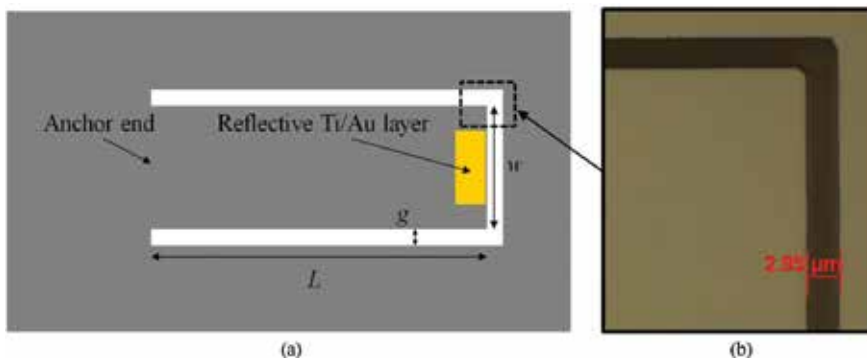 Anchor end
Reflective Ti/Au layer
w
g
L
2.95 μm
(a)
(b)